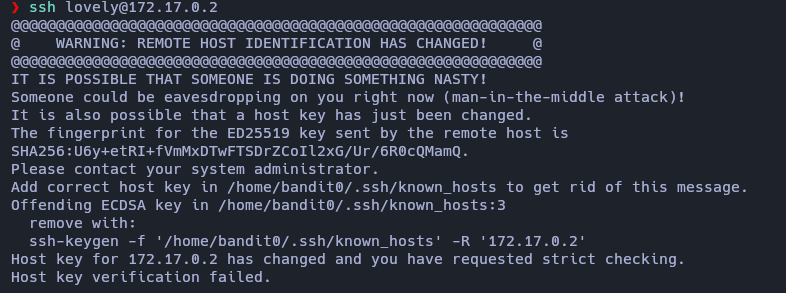 ❯ ssh lovely@172.17.0.2
@@@@@@@@@@@@@@@@@@@@@@@@@@@@@@@@@@@@@@@@@@@@@@@@@@@@@@@@@@@
@    WARNING: REMOTE HOST IDENTIFICATION HAS CHANGED!     @
@@@@@@@@@@@@@@@@@@@@@@@@@@@@@@@@@@@@@@@@@@@@@@@@@@@@@@@@@@@
IT IS POSSIBLE THAT SOMEONE IS DOING SOMETHING NASTY!
Someone could be eavesdropping on you right now (man-in-the-middle attack)!
It is also possible that a host key has just been changed.
The fingerprint for the ED25519 key sent by the remote host is
SHA256:U6y+etRI+fVmMxDTwFTSDrZCoIl2xG/Ur/6R0cQMamQ.
Please contact your system administrator.
Add correct host key in /home/bandit0/.ssh/known_hosts to get rid of this message.
Offending ECDSA key in /home/bandit0/.ssh/known_hosts:3
  remove with:
  ssh-keygen -f '/home/bandit0/.ssh/known_hosts' -R '172.17.0.2'
Host key for 172.17.0.2 has changed and you have requested strict checking.
Host key verification failed.